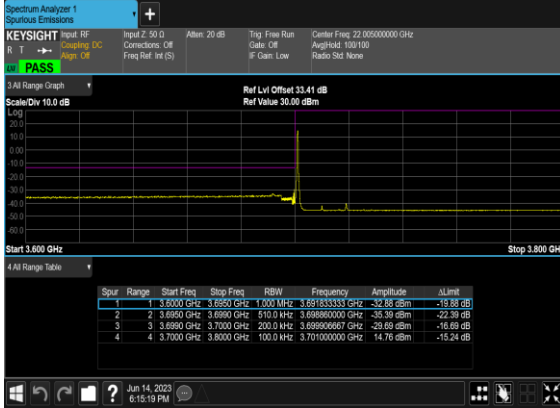 Spectrum Analyzer 1
Spurious Emissions
+
KEYSIGHT Input: RF Input Z: 50 Ω Atten: 20 dB Trig: Free Run Center Freq: 22.005000000 GHz
R T Coupling: DC Corrections: Off Gate: Off Avg|Hold: 100/100
Align: Off Freq Ref: Int (S) IF Gain: Low Radio Std: None
PASS
3 All Range Graph
Ref Lvl Offset 33.41 dB
Scale/Div 10.0 dB Ref Value 30.00 dBm
Log
20.0
10.0
0.00
-10.0
-20.0
-30.0
-40.0
-50.0
-60.0
Start 3.600 GHz Stop 3.800 GH
4 All Range Table
Spur Range Start Freq Stop Freq RBW Frequency Amplitude ΔLimit
1 1 3.6000 GHz 3.6950 GHz 1.000 MHz 3.691833333 GHz -32.88 dBm -19.88 dB
2 2 3.6950 GHz 3.6990 GHz 510.0 kHz 3.698860000 GHz -35.39 dBm -22.39 dB
3 3 3.6990 GHz 3.7000 GHz 200.0 kHz 3.699906667 GHz -29.69 dBm -16.69 dB
4 4 3.7000 GHz 3.8000 GHz 100.0 kHz 3.701000000 GHz 14.76 dBm -15.24 dB
?
Jun 14, 2023
6:15:19 PM